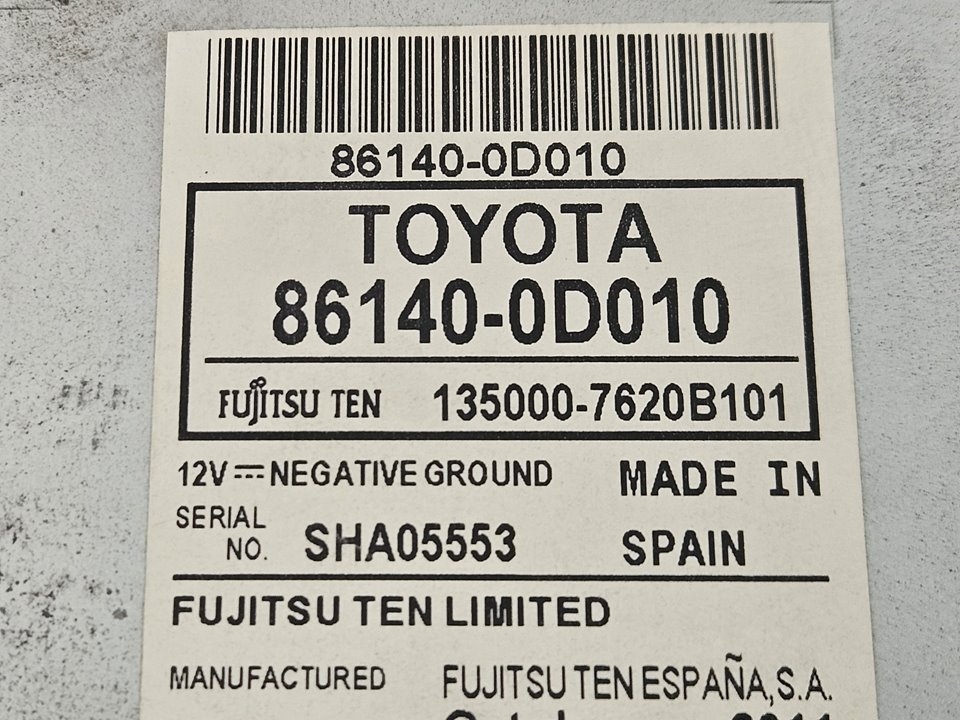 86140-0D010
TOYOTA
86140-0D010
FUJITSU TEN 135000-7620B101
12V⎓NEGATIVE GROUND MADE IN
SERIAL
NO. SHA05553 SPAIN
FUJITSU TEN LIMITED
MANUFACTURED FUJITSU TEN ESPAÑA,S.A.